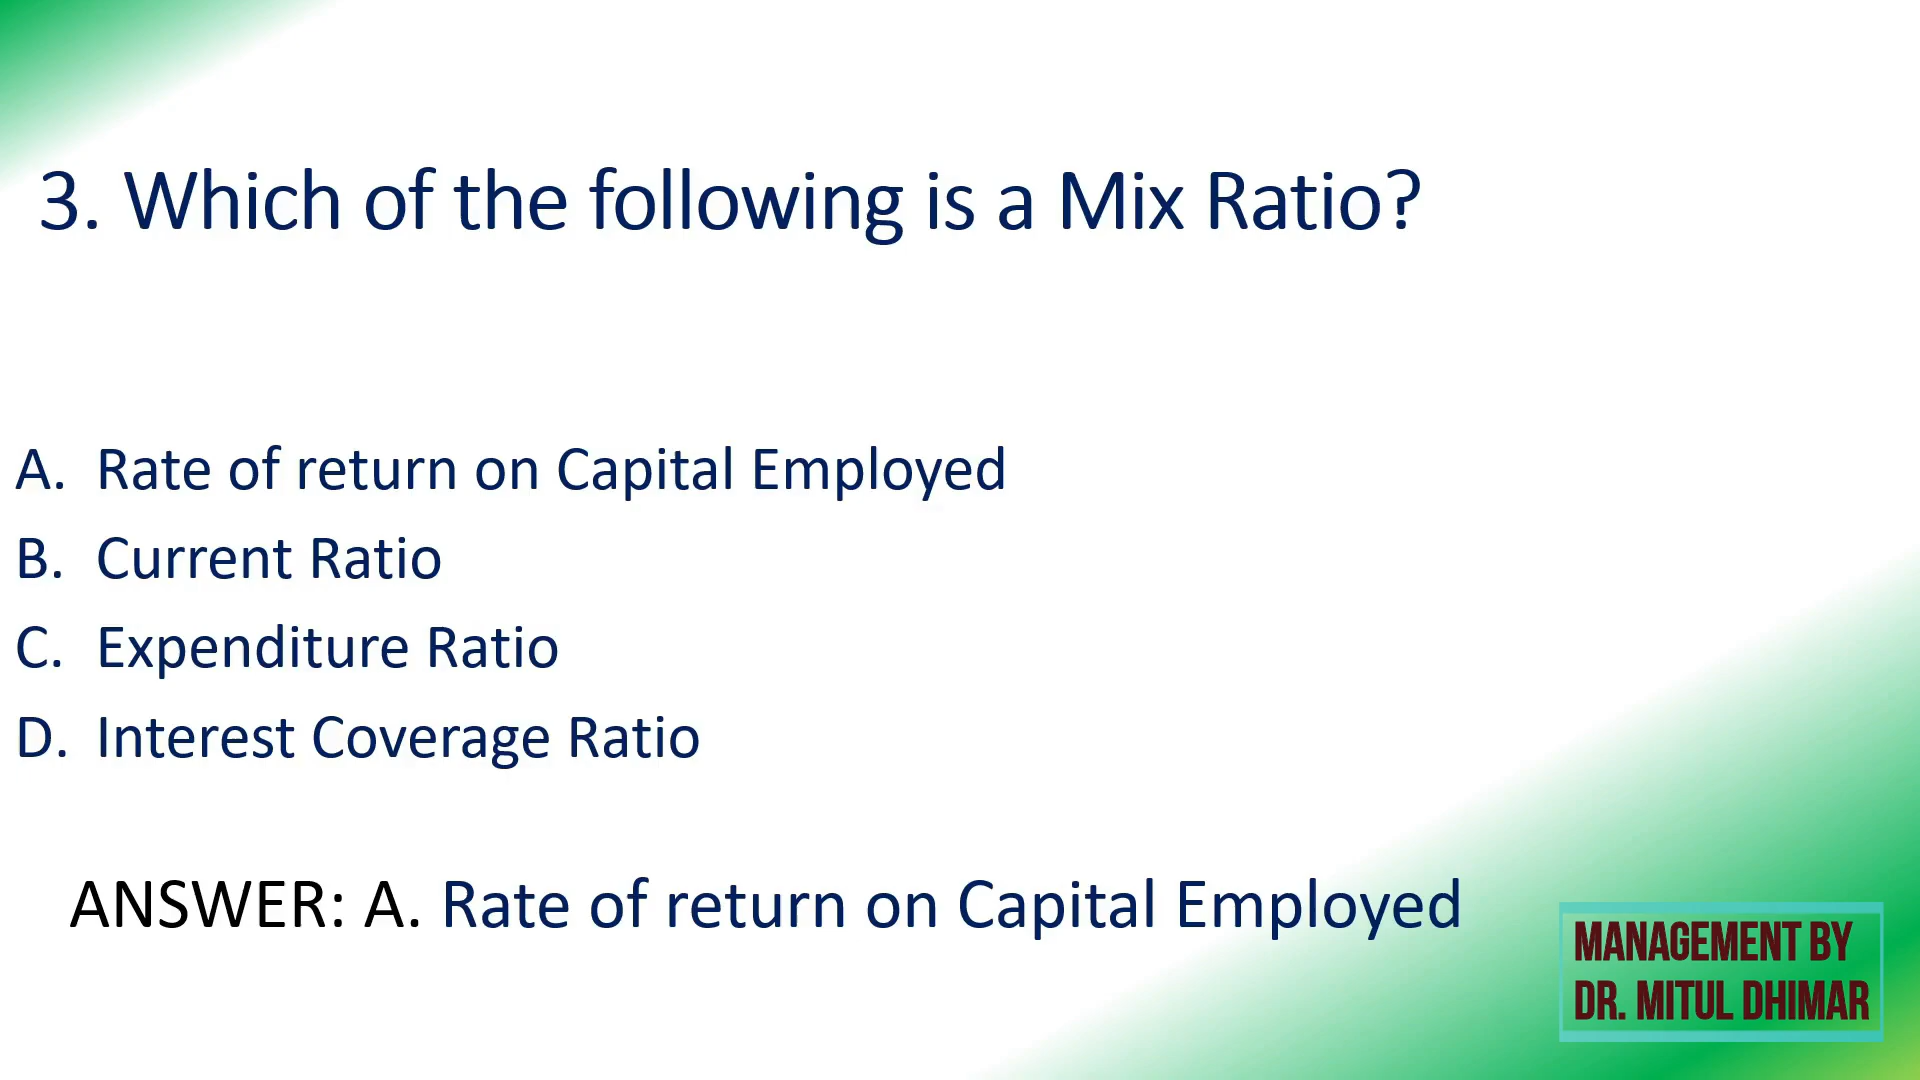 3. Which of the following is a Mix Ratio?
A. Rate of return on Capital Employed
B. Current Ratio
C. Expenditure Ratio
D. Interest Coverage Ratio
ANSWER: A. Rate of return on Capital Employed
MANAGEMENT BY
DR. MITUL DHIMAR